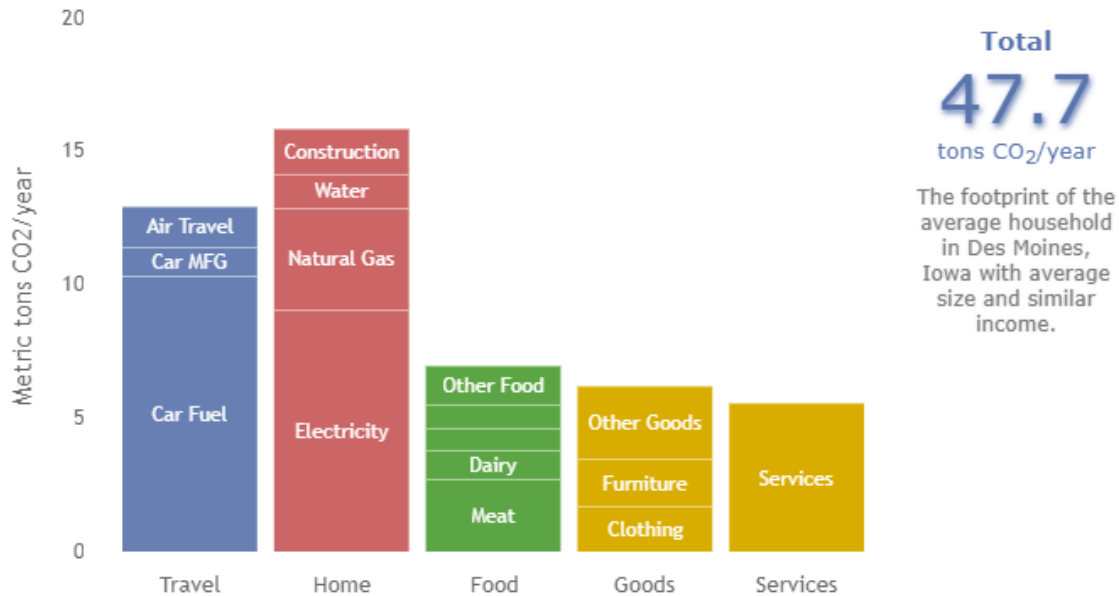 20
15
10
5
0
Metric tons CO2/year
Air Travel
Car MFG
Car Fuel
Construction
Water
Natural Gas
Electricity
Other Food
Dairy
Meat
Other Goods
Furniture
Clothing
Services
Travel
Home
Food
Goods
Services
Total
47.7
tons CO₂/year
The footprint of the
average household
in Des Moines,
Iowa with average
size and similar
income.